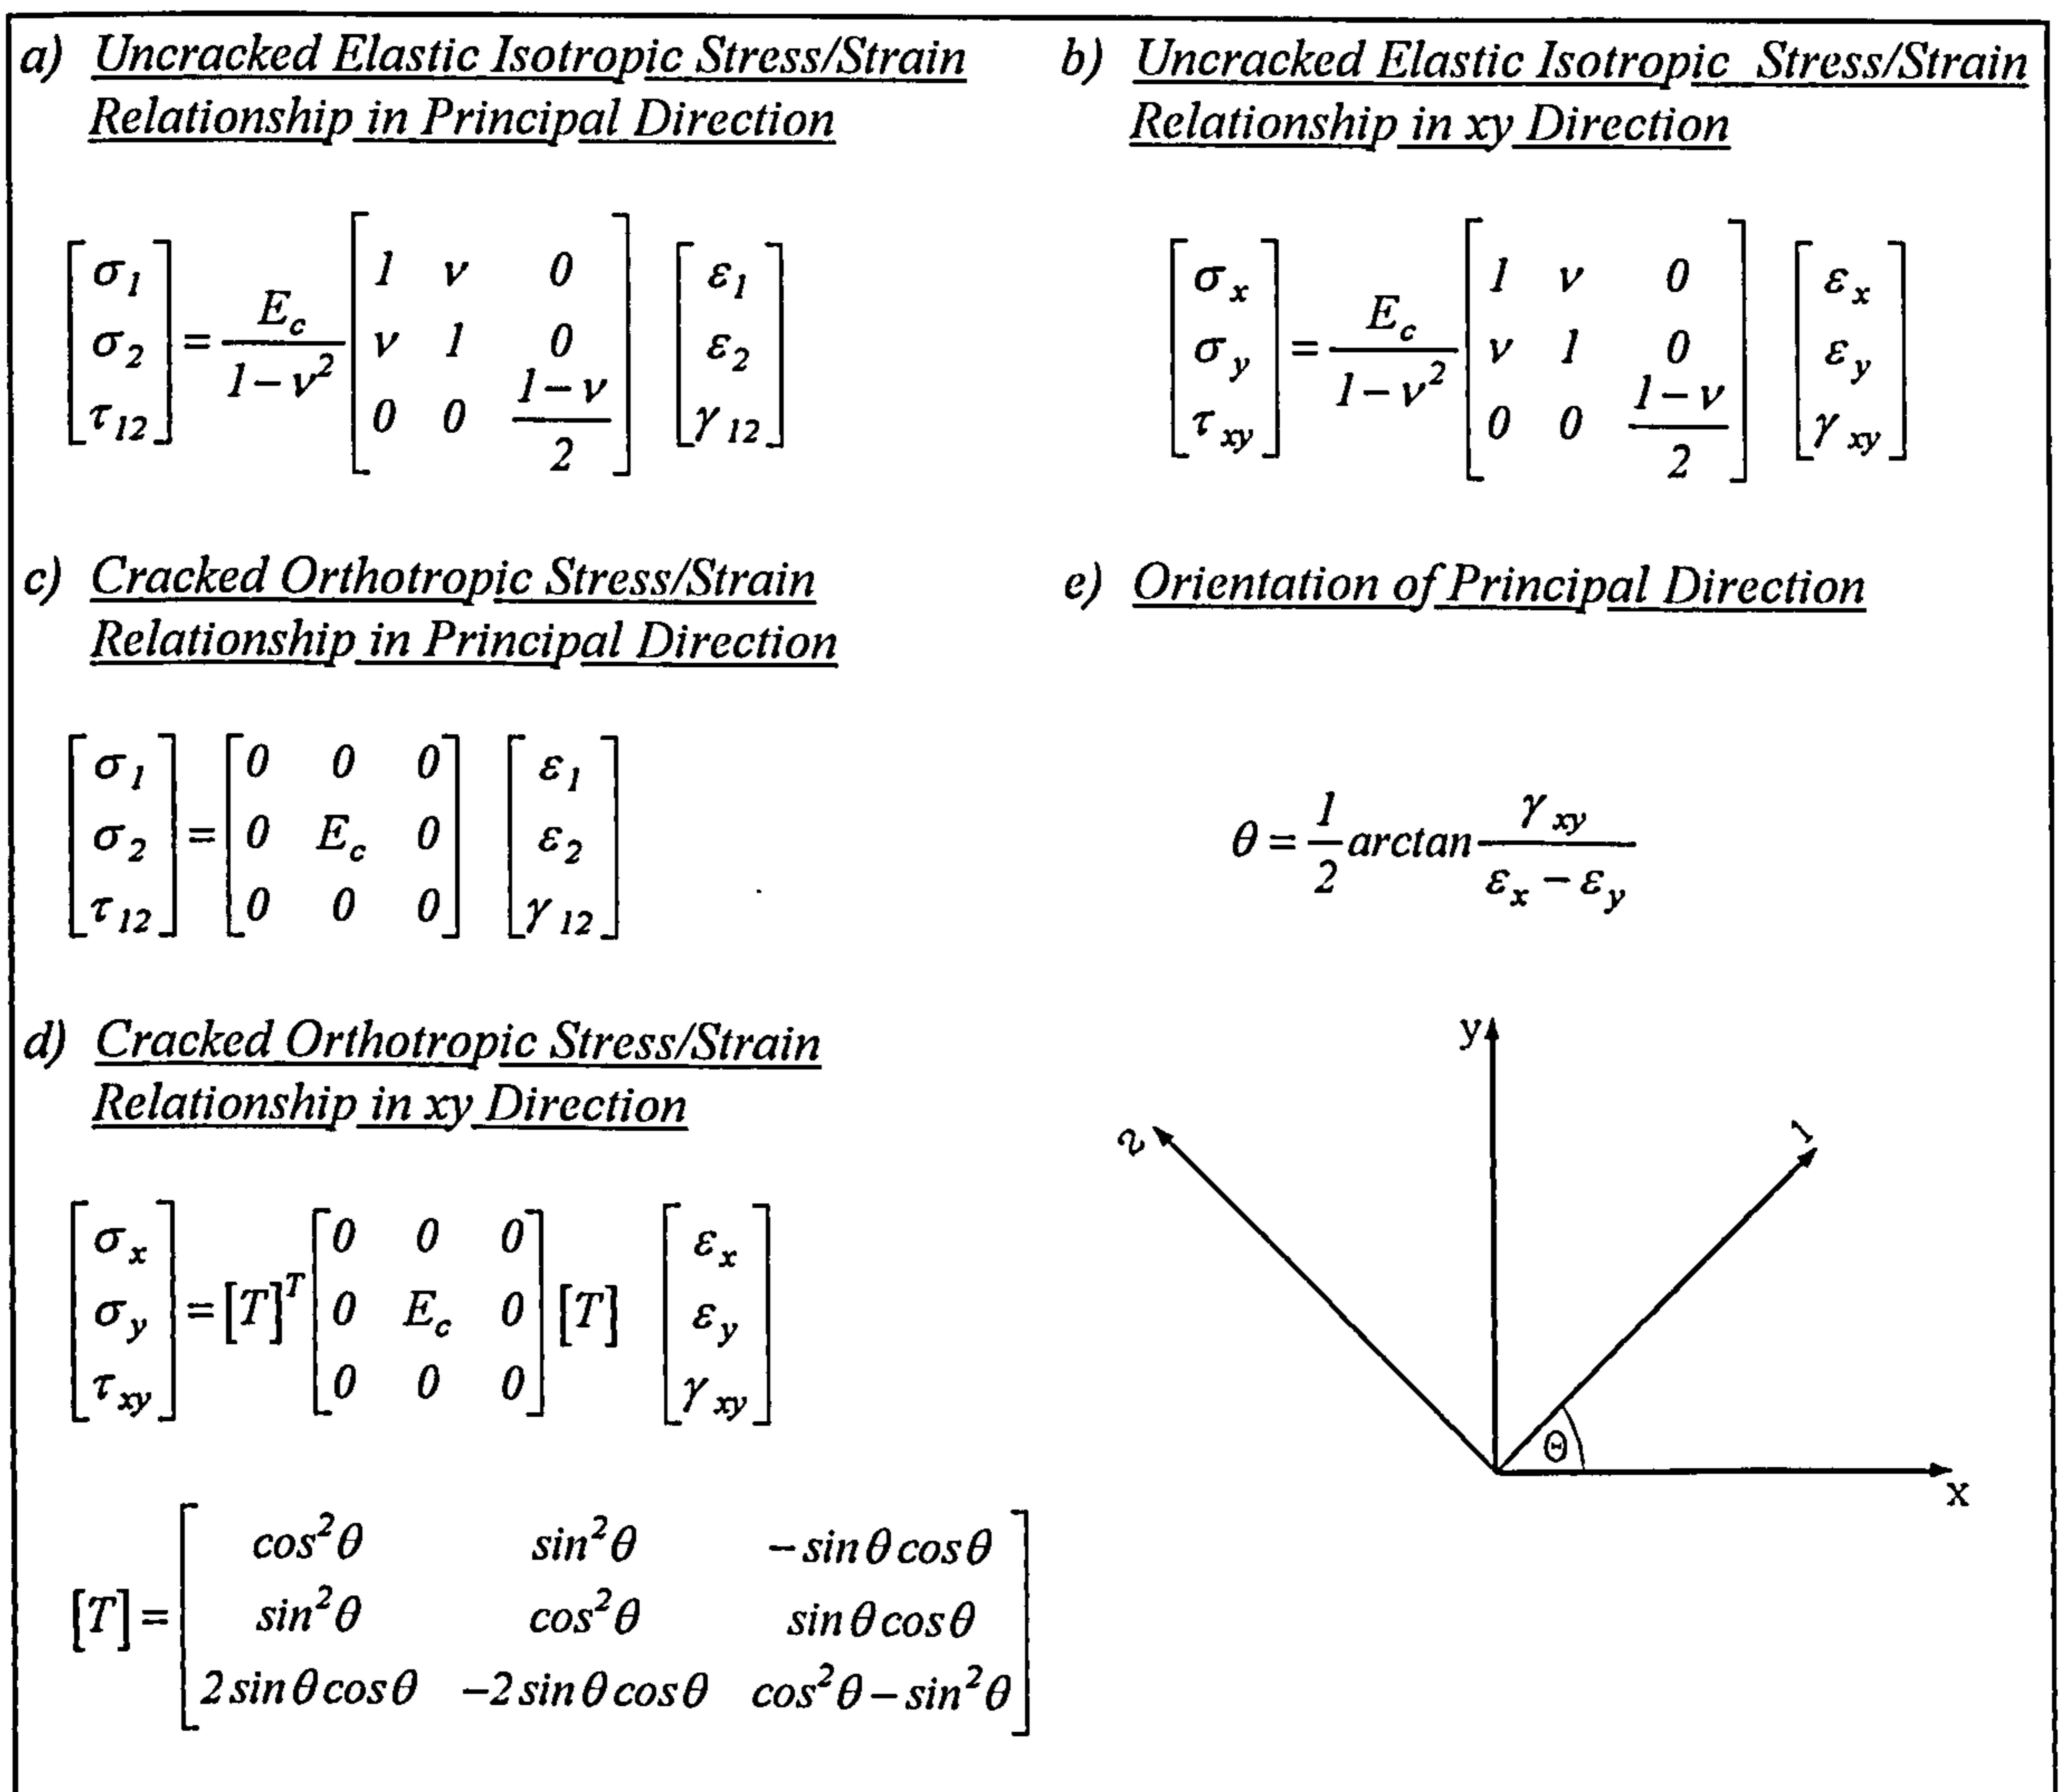 a) Uncracked Elastic Isotropic Stress/Strain
Relationship in Principal Direction
[σ1 σ2 τ12] = Ec/(1-ν²) [1 ν 0; ν 1 0; 0 0 (1-ν)/2] [ε1 ε2 γ12]
b) Uncracked Elastic Isotropic Stress/Strain
Relationship in xy Direction
[σx σy τxy] = Ec/(1-ν²) [1 ν 0; ν 1 0; 0 0 (1-ν)/2] [εx εy γxy]
c) Cracked Orthotropic Stress/Strain
Relationship in Principal Direction
[σ1 σ2 τ12] = [0 0 0; 0 Ec 0; 0 0 0] [ε1 ε2 γ12]
e) Orientation of Principal Direction
θ = 1/2 arctan γxy/(εx - εy)
d) Cracked Orthotropic Stress/Strain
Relationship in xy Direction
[σx σy τxy] = [T]^T [0 0 0; 0 Ec 0; 0 0 0] [T] [εx εy γxy]
[T] = [cos²θ sin²θ -sinθcosθ; sin²θ cos²θ sinθcosθ; 2sinθcosθ -2sinθcosθ cos²θ-sin²θ]
y
2
1
Θ
x